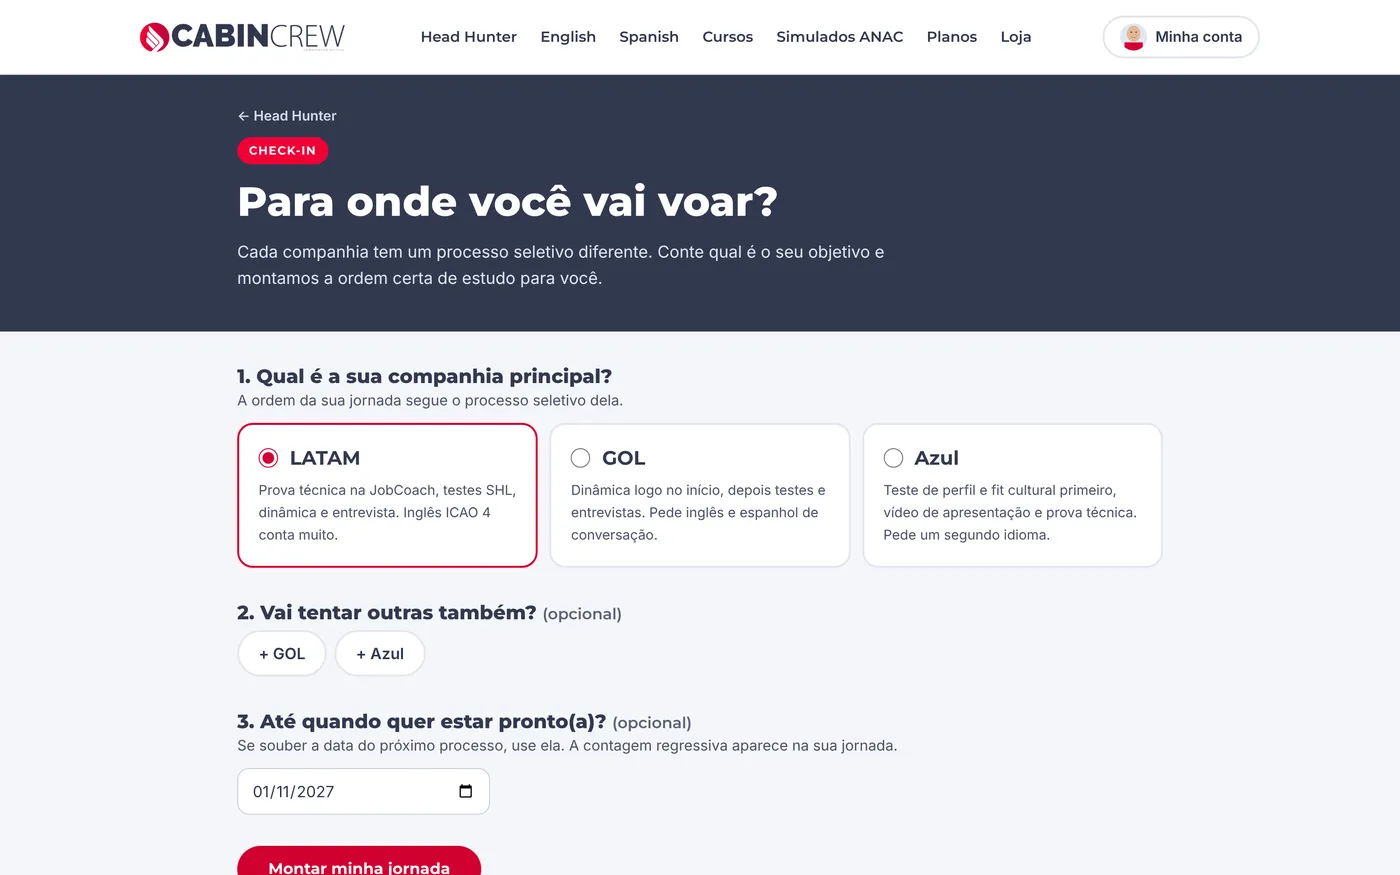 CABINCREW
Head Hunter
English
Spanish
Cursos
Simulados ANAC
Planos
Loja
Minha conta
← Head Hunter
CHECK-IN
Para onde você vai voar?
Cada companhia tem um processo seletivo diferente. Conte qual é o seu objetivo e
montamos a ordem certa de estudo para você.
1. Qual é a sua companhia principal?
A ordem da sua jornada segue o processo seletivo dela.
LATAM
Prova técnica na JobCoach, testes SHL,
dinâmica e entrevista. Inglês ICAO 4
conta muito.
GOL
Dinâmica logo no início, depois testes e
entrevistas. Pede inglês e espanhol de
conversação.
Azul
Teste de perfil e fit cultural primeiro,
vídeo de apresentação e prova técnica.
Pede um segundo idioma.
2. Vai tentar outras também? (opcional)
+ GOL
+ Azul
3. Até quando quer estar pronto(a)? (opcional)
Se souber a data do próximo processo, use ela. A contagem regressiva aparece na sua jornada.
01/11/2027
Montar minha jornada